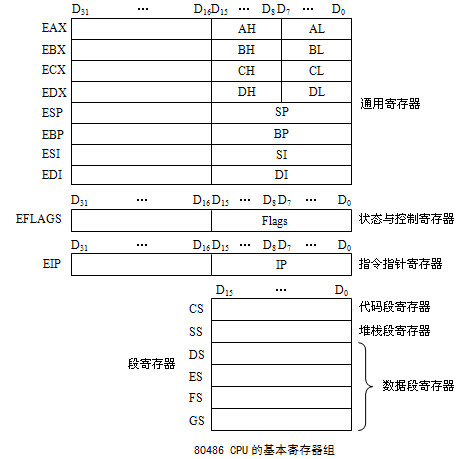 D31 ··· D16 D15 ··· D8 D7 ··· D0
EAX AH AL
EBX BH BL
ECX CH CL
EDX DH DL
通用寄存器
ESP SP
EBP BP
ESI SI
EDI DI
D31 ··· D16 D15 ··· D8 D7 ··· D0
EFLAGS Flags 状态与控制寄存器
D31 ··· D16 D15 ··· D8 D7 ··· D0
EIP IP 指令指针寄存器
D15 ··· D0
CS 代码段寄存器
SS 堆栈段寄存器
段寄存器
DS
ES
数据段寄存器
FS
GS
80486 CPU的基本寄存器组